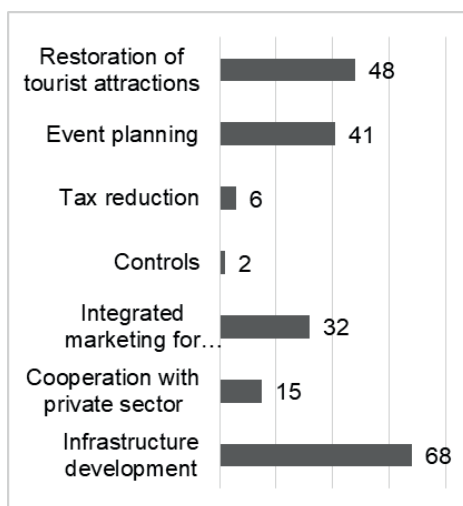 Restoration of
tourist attractions
48
Event planning
41
Tax reduction
6
Controls
2
Integrated
marketing for…
32
Cooperation with
private sector
15
Infrastructure
development
68